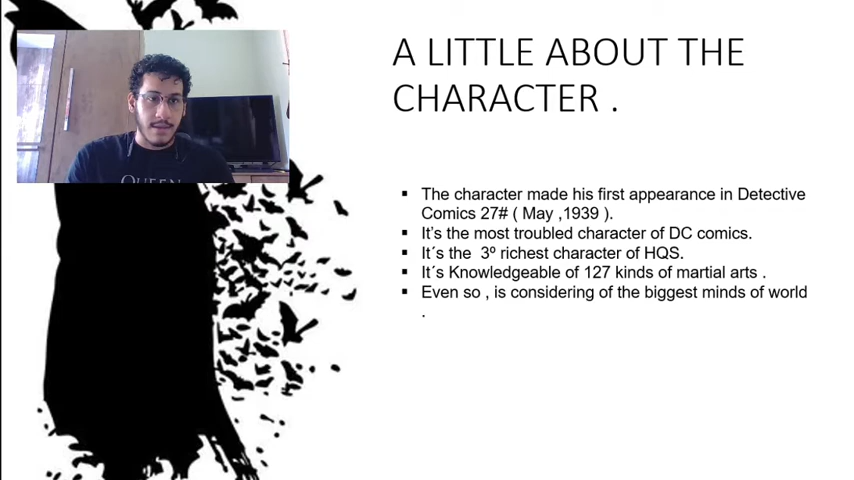 A LITTLE ABOUT THE
CHARACTER .
QUEEN
▪ The character made his first appearance in Detective
Comics 27# ( May ,1939 ).
▪ It’s the most troubled character of DC comics.
▪ It´s the 3º richest character of HQS.
▪ It´s Knowledgeable of 127 kinds of martial arts .
▪ Even so , is considering of the biggest minds of world
.